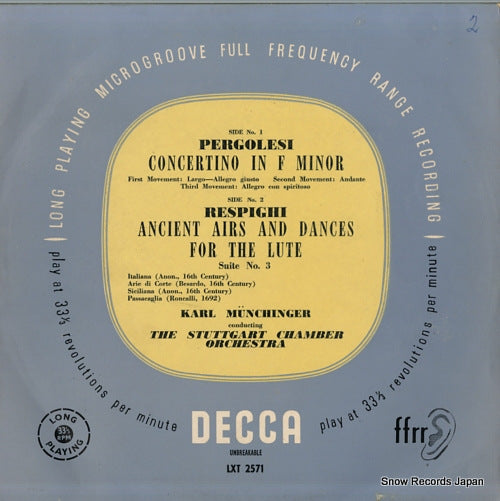 2
LONG PLAYING MICROGROOVE FULL FREQUENCY RANGE RECORDING
SIDE No. 1
PERGOLESI
CONCERTINO IN F MINOR
First Movement: Largo—Allegro giusto Second Movement: Andante
Third Movement: Allegro con spiritoso
SIDE No. 2
RESPIGHI
ANCIENT AIRS AND DANCES
FOR THE LUTE
Suite No. 3
Italiana (Anon., 16th Century)
Arie di Corte (Besardo, 16th Century)
Siciliana (Anon., 16th Century)
Passacaglia (Roncalli, 1692)
KARL MÜNCHINGER
conducting
THE STUTTGART CHAMBER
ORCHESTRA
play at 33⅓ revolutions per minute
play at 33⅓ revolutions per minute
LONG
33⅓
RPM
PLAYING
DECCA
UNBREAKABLE
LXT 2571
ffrr
Snow Records Japan